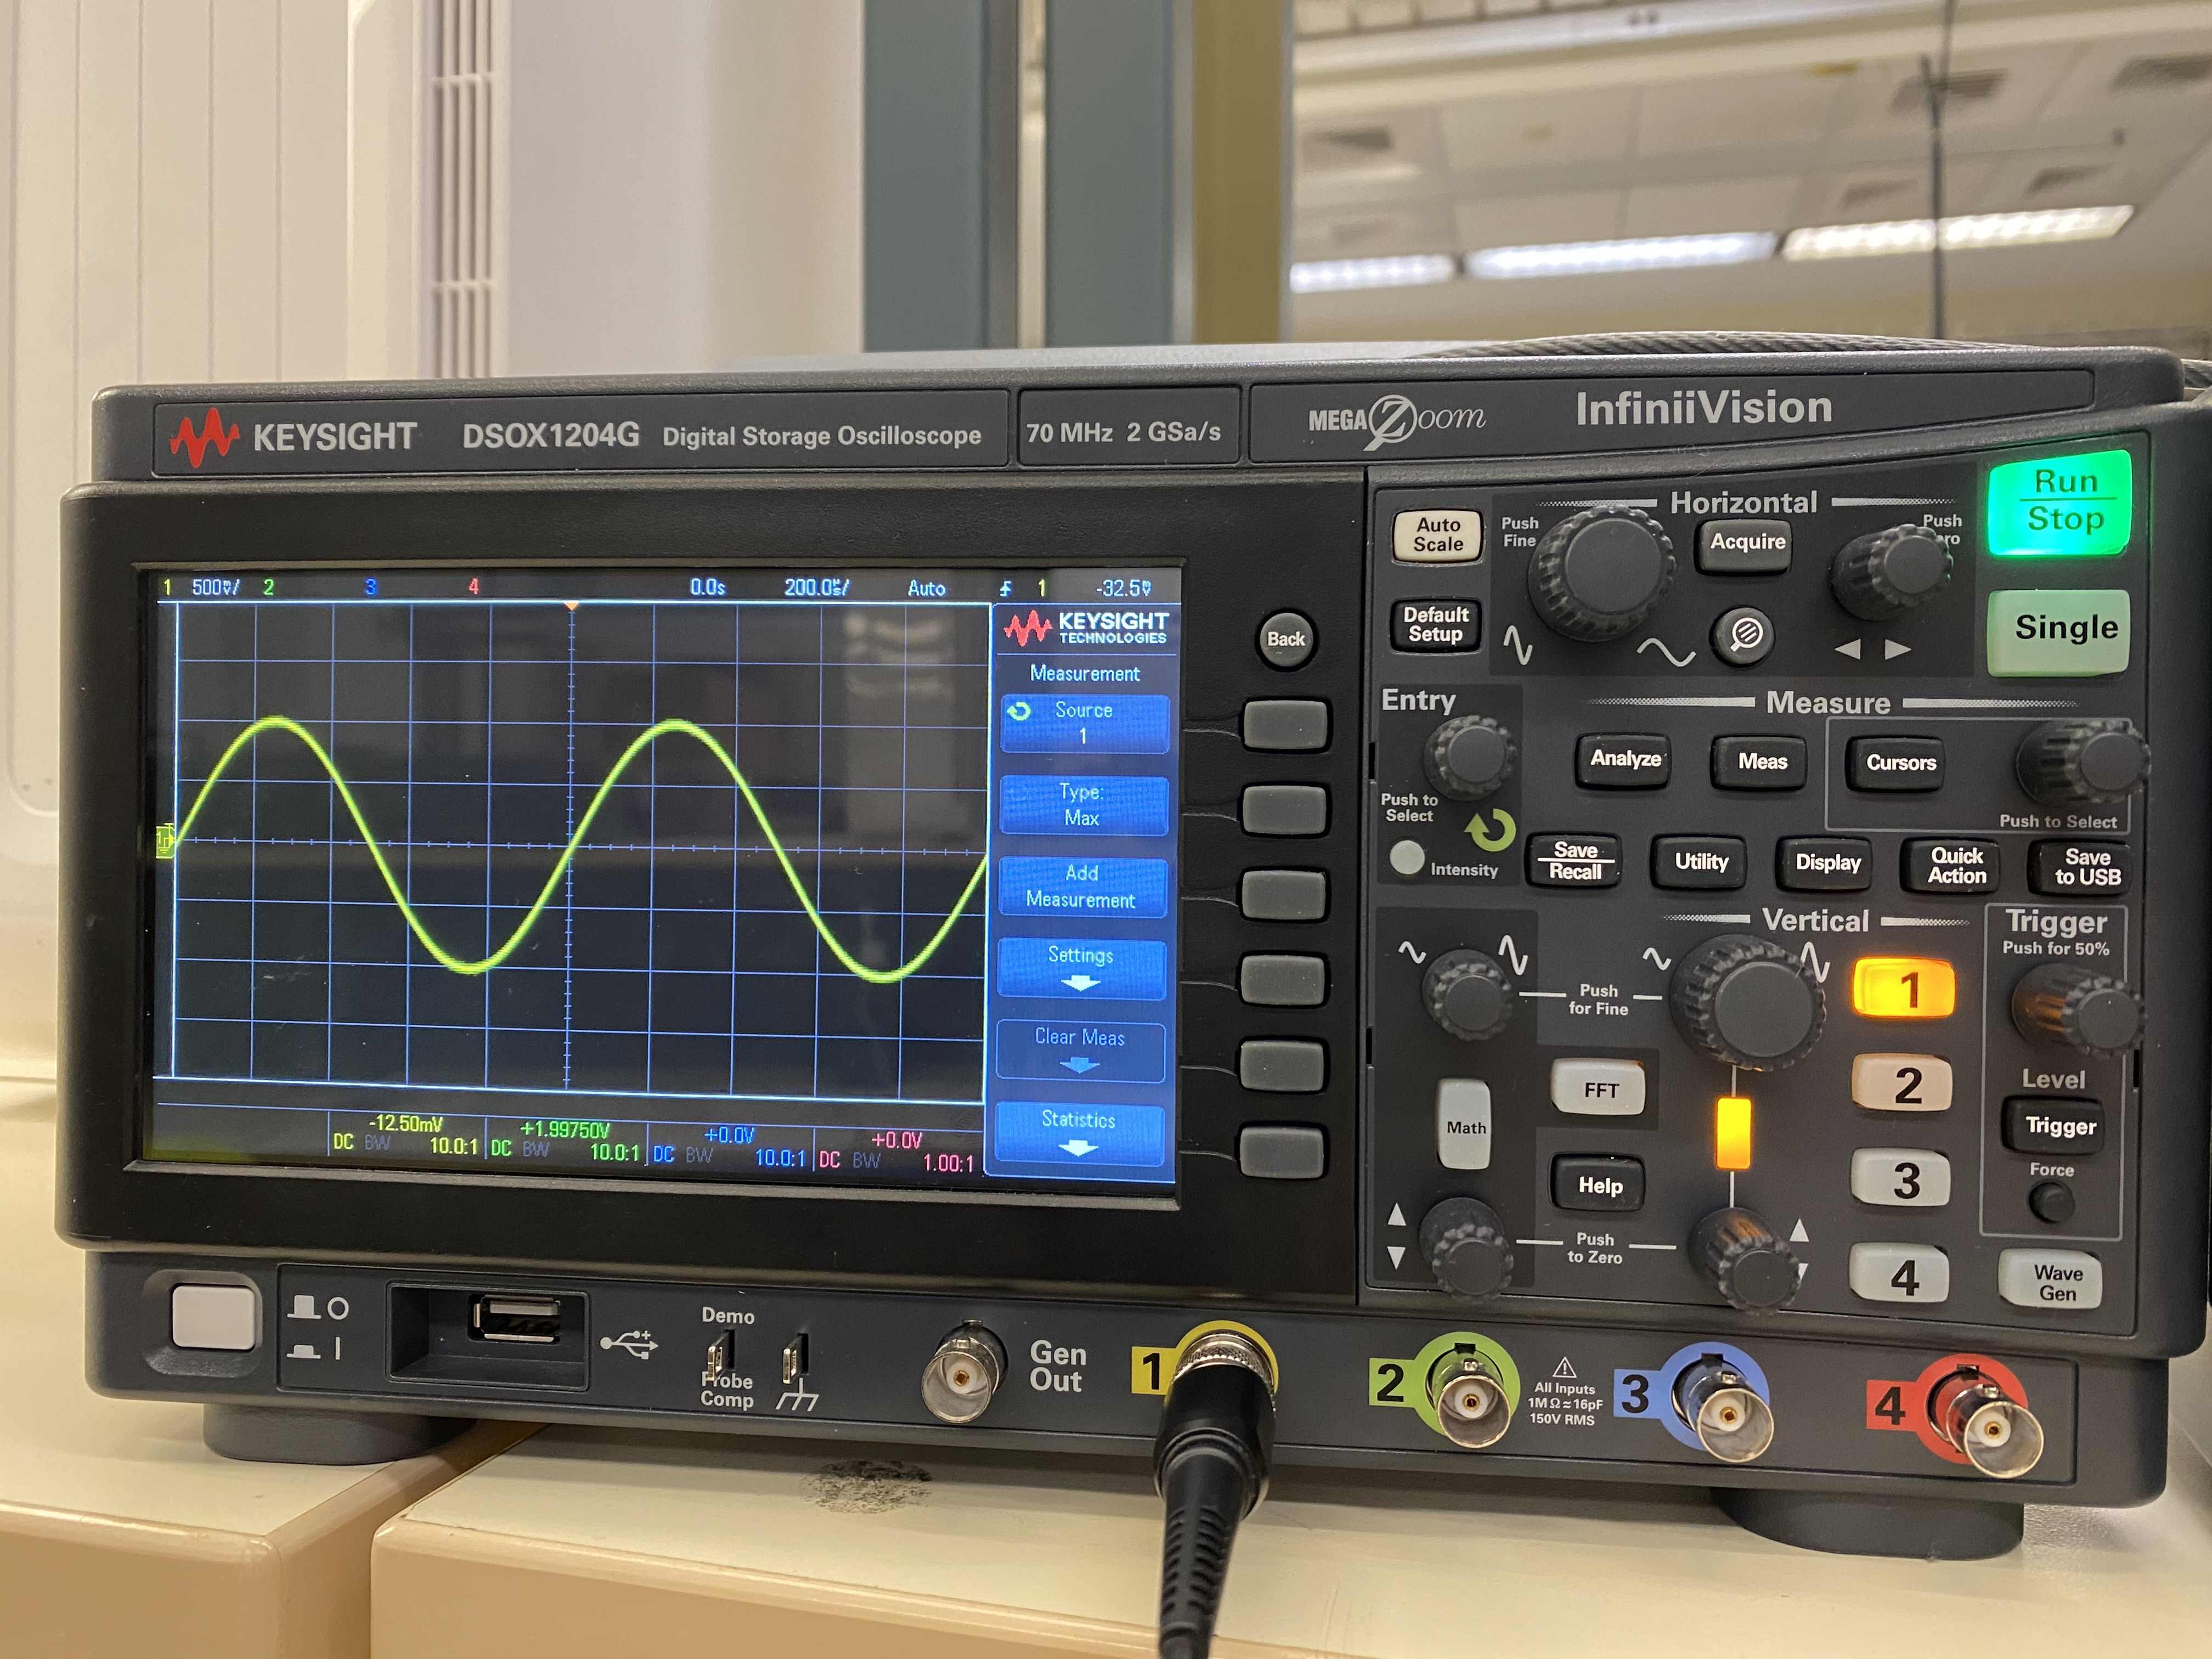 KEYSIGHT DSOX1204G Digital Storage Oscilloscope 70 MHz 2 GSa/s MEGA Zoom InfiniiVision
1 500mV/ 2 3 4 0.0s 200.0us/ Auto 1 -32.5mV
KEYSIGHT
TECHNOLOGIES
Measurement
Source
1
Type:
Max
Add
Measurement
Settings
Clear Meas
Statistics
-12.50mV
DC BW 10.0:1
+1.99750V
DC BW 10.0:1
+0.0V
DC BW 10.0:1
+0.0V
DC BW 1.00:1
Back
Horizontal
Auto
Scale
Push
Fine
Acquire
Push
Run
Stop
Default
Setup
Single
Entry
Measure
Analyze
Meas
Cursors
Push to
Select
Push to Select
Intensity
Save
Recall
Utility
Display
Quick
Action
Save
to USB
Vertical
Trigger
Push for 50%
Push
for Fine
1
FFT
2
Level
Math
Trigger
Help
3
Force
Push
to Zero
4
Wave
Gen
Demo
Probe
Comp
Gen
Out
1
2
All Inputs
1MΩ≈16pF
150V RMS
3
4